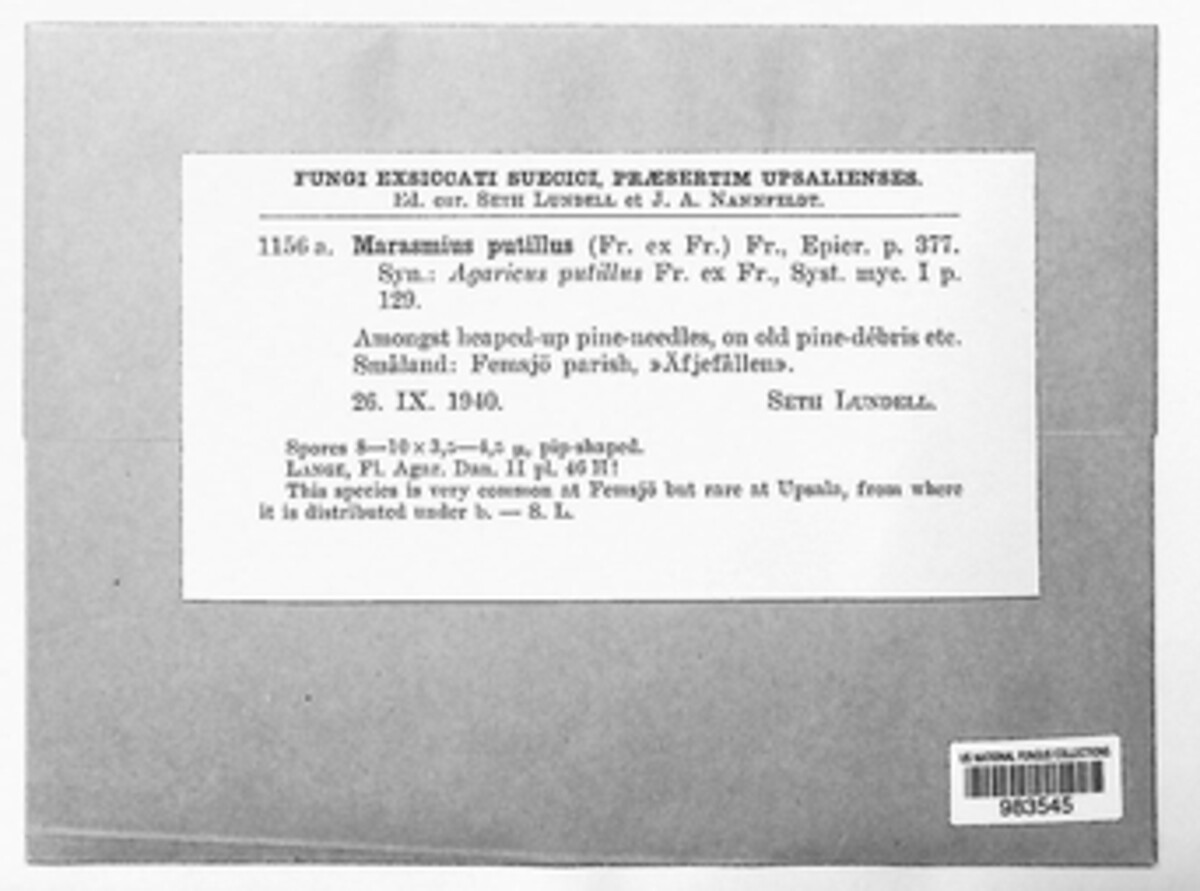 FUNGI EXSICCATI SUECICI, PRÆSERTIM UPSALIENSES.
Ed. cur. SETH LUNDELL et J. A. NANNFELDT.
1156 a. Marasmius putillus (Fr. ex Fr.) Fr., Epicr. p. 377.
Syn.: Agaricus putillus Fr. ex Fr., Syst. myc. I p.
129.
Amongst heaped-up pine-needles, on old pine-débris etc.
Småland: Femsjö parish, »Äfjefällen».
26. IX. 1940. SETH LUNDELL.
Spores 8—10 × 3,5—4,5 μ, pip-shaped.
LANGE, Fl. Agar. Dan. II pl. 46 H!
This species is very common at Femsjö but rare at Upsala, from where
it is distributed under b. — S. L.
US NATIONAL FUNGUS COLLECTIONS
983545